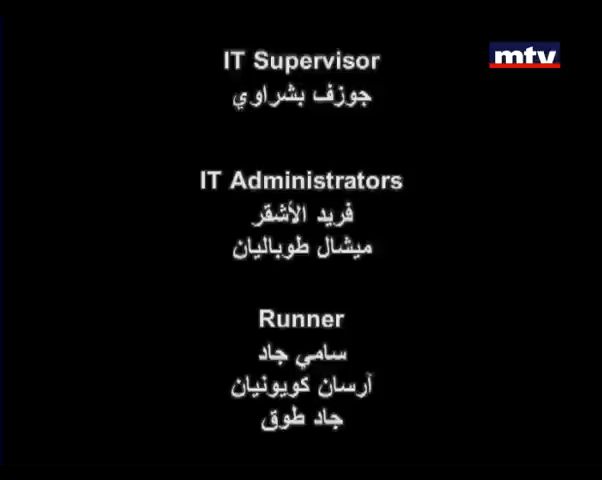 mtv
IT Supervisor
جوزف بشراوي
IT Administrators
فريد الأشقر
ميشال طوباليان
Runner
سامي جاد
آرسان كويونيان
جاد طوق